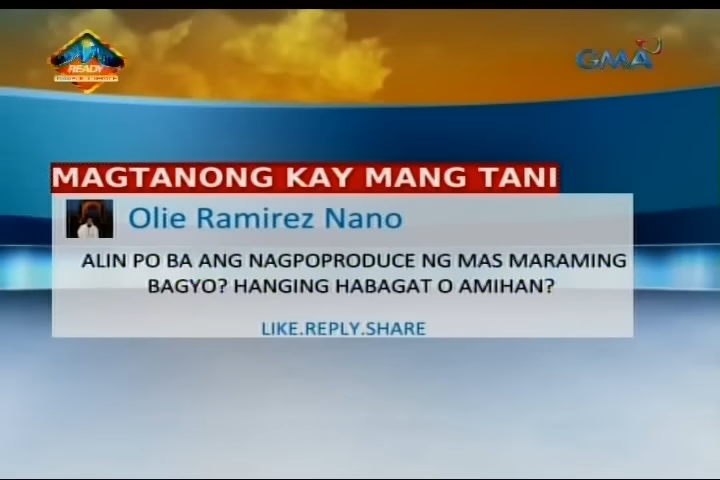 READY
GMA
MAGTANONG KAY MANG TANI
Olie Ramirez Nano
ALIN PO BA ANG NAGPOPRODUCE NG MAS MARAMING
BAGYO? HANGING HABAGAT O AMIHAN?
LIKE.REPLY.SHARE